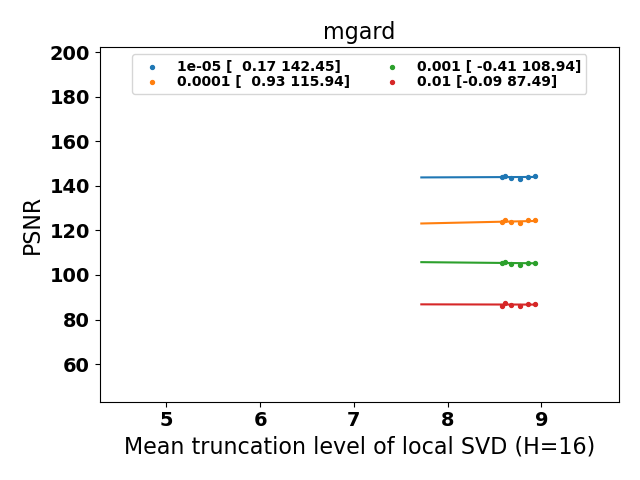 mgard
1e-05 [  0.17 142.45]
0.0001 [  0.93 115.94]
0.001 [ -0.41 108.94]
0.01 [-0.09 87.49]
200
180
160
140
120
100
80
60
PSNR
5 6 7 8 9
Mean truncation level of local SVD (H=16)